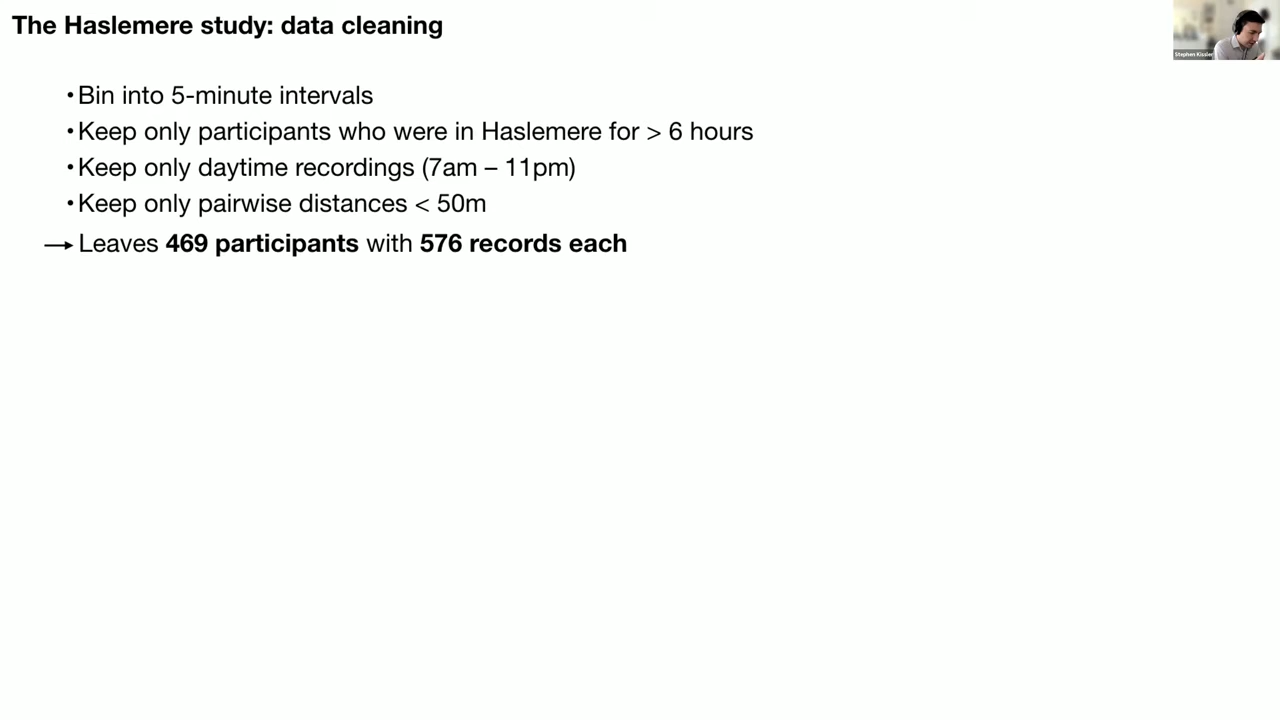 The Haslemere study: data cleaning
Stephen Kissler
• Bin into 5-minute intervals
• Keep only participants who were in Haslemere for > 6 hours
• Keep only daytime recordings (7am – 11pm)
• Keep only pairwise distances < 50m
→ Leaves 469 participants with 576 records each